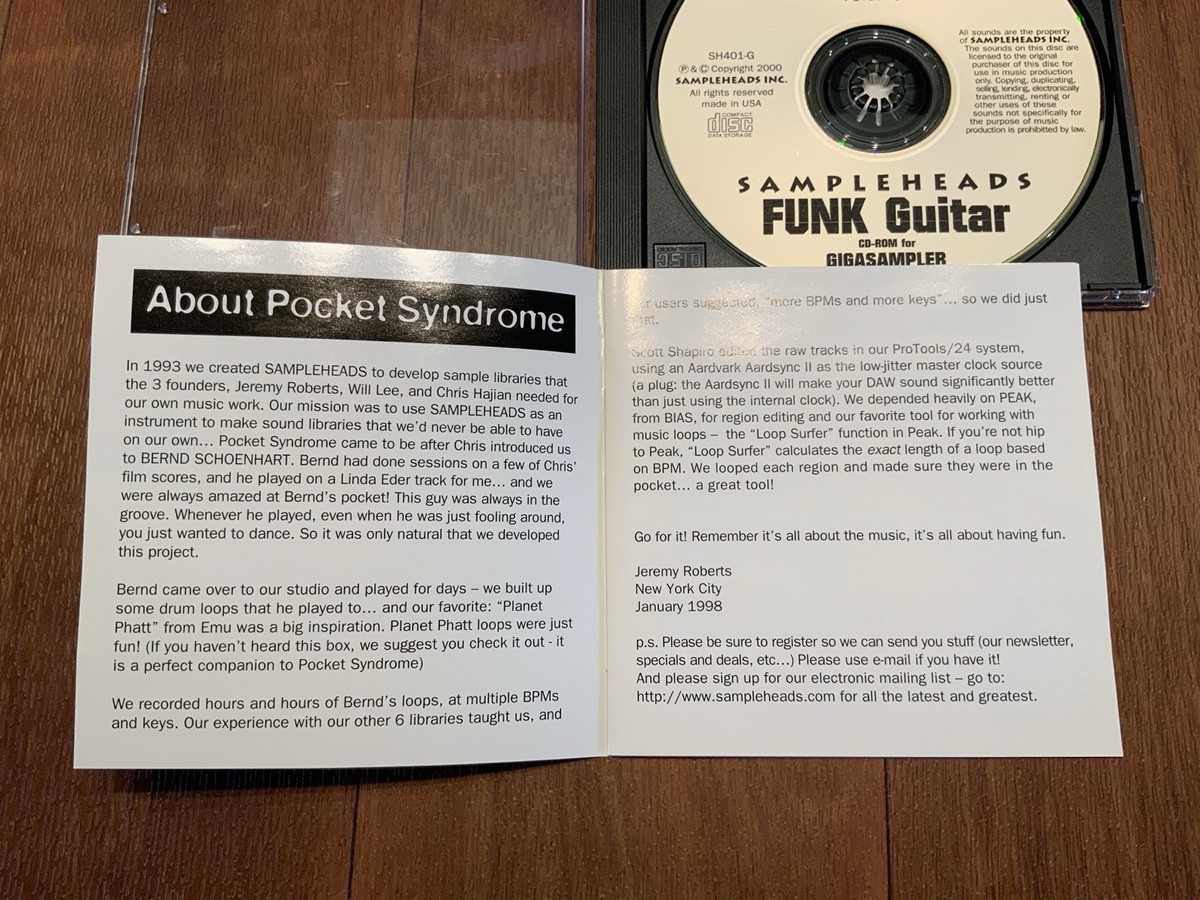 SH401-G
℗ & © Copyright 2000
SAMPLEHEADS INC.
All rights reserved
made in USA
COMPACT
disc
DATA STORAGE
All sounds are the property
of SAMPLEHEADS INC.
The sounds on this disc are
licensed to the original
purchaser of this disc for
use in music production
only. Copying, duplicating,
selling, lending, electronically
transmitting, renting or
other uses of these
sounds not specifically for
the purpose of music
production is prohibitted by law.
SAMPLEHEADS
FUNK Guitar
CD-ROM for
GIGASAMPLER
About Pocket Syndrome
In 1993 we created SAMPLEHEADS to develop sample libraries that
the 3 founders, Jeremy Roberts, Will Lee, and Chris Hajian needed for
our own music work. Our mission was to use SAMPLEHEADS as an
instrument to make sound libraries that we'd never be able to have
on our own... Pocket Syndrome came to be after Chris introduced us
to BERND SCHOENHART. Bernd had done sessions on a few of Chris'
film scores, and he played on a Linda Eder track for me... and we
were always amazed at Bernd's pocket! This guy was always in the
groove. Whenever he played, even when he was just fooling around,
you just wanted to dance. So it was only natural that we developed
this project.
Bernd came over to our studio and played for days – we built up
some drum loops that he played to... and our favorite: "Planet
Phatt" from Emu was a big inspiration. Planet Phatt loops were just
fun! (If you haven't heard this box, we suggest you check it out - it
is a perfect companion to Pocket Syndrome)
We recorded hours and hours of Bernd's loops, at multiple BPMs
and keys. Our experience with our other 6 libraries taught us, and
users suggested, "more BPMs and more keys"... so we did just
that.
Scott Shapiro edited the raw tracks in our ProTools/24 system,
using an Aardvark Aardsync II as the low-jitter master clock source
(a plug: the Aardsync II will make your DAW sound significantly better
than just using the internal clock). We depended heavily on PEAK,
from BIAS, for region editing and our favorite tool for working with
music loops – the "Loop Surfer" function in Peak. If you're not hip
to Peak, "Loop Surfer" calculates the exact length of a loop based
on BPM. We looped each region and made sure they were in the
pocket... a great tool!
Go for it! Remember it's all about the music, it's all about having fun.
Jeremy Roberts
New York City
January 1998
p.s. Please be sure to register so we can send you stuff (our newsletter,
specials and deals, etc...) Please use e-mail if you have it!
And please sign up for our electronic mailing list – go to:
http://www.sampleheads.com for all the latest and greatest.